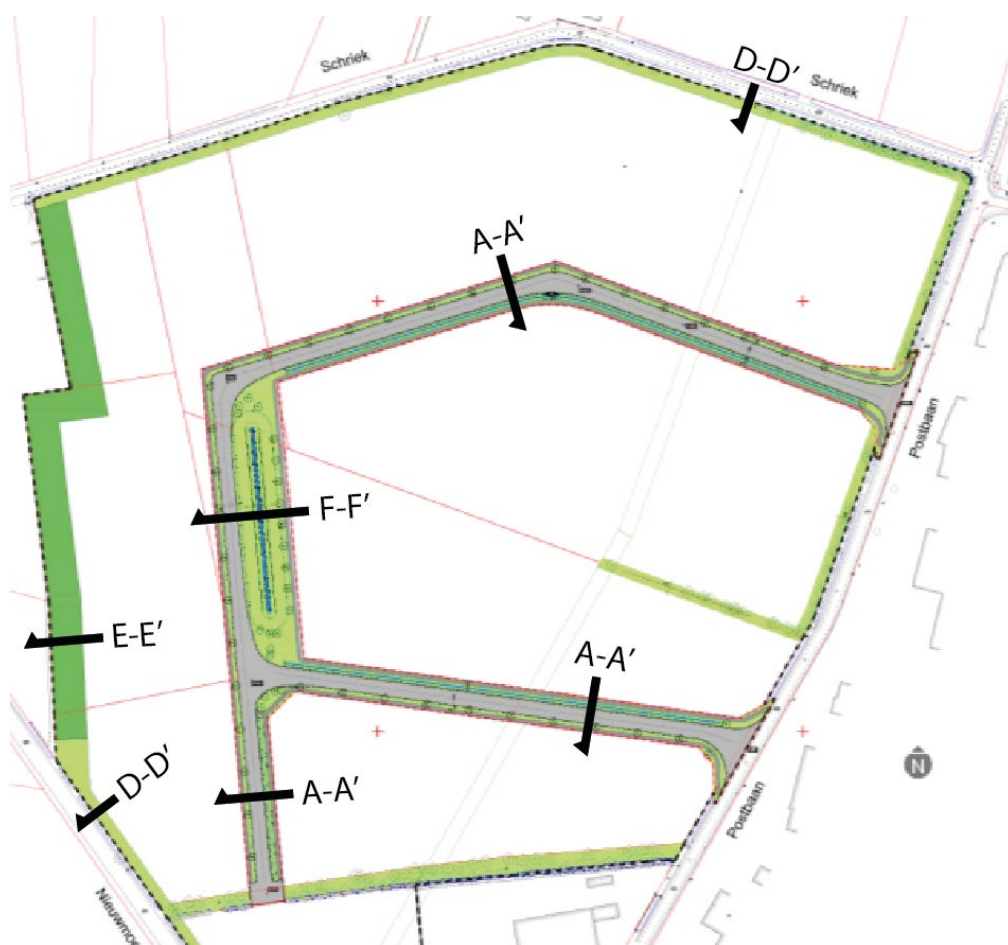 Schriek
D-D’
Schriek
A-A’
Postbaan
F-F’
E-E’
A-A’
N
D-D’
A-A’
Postbaan